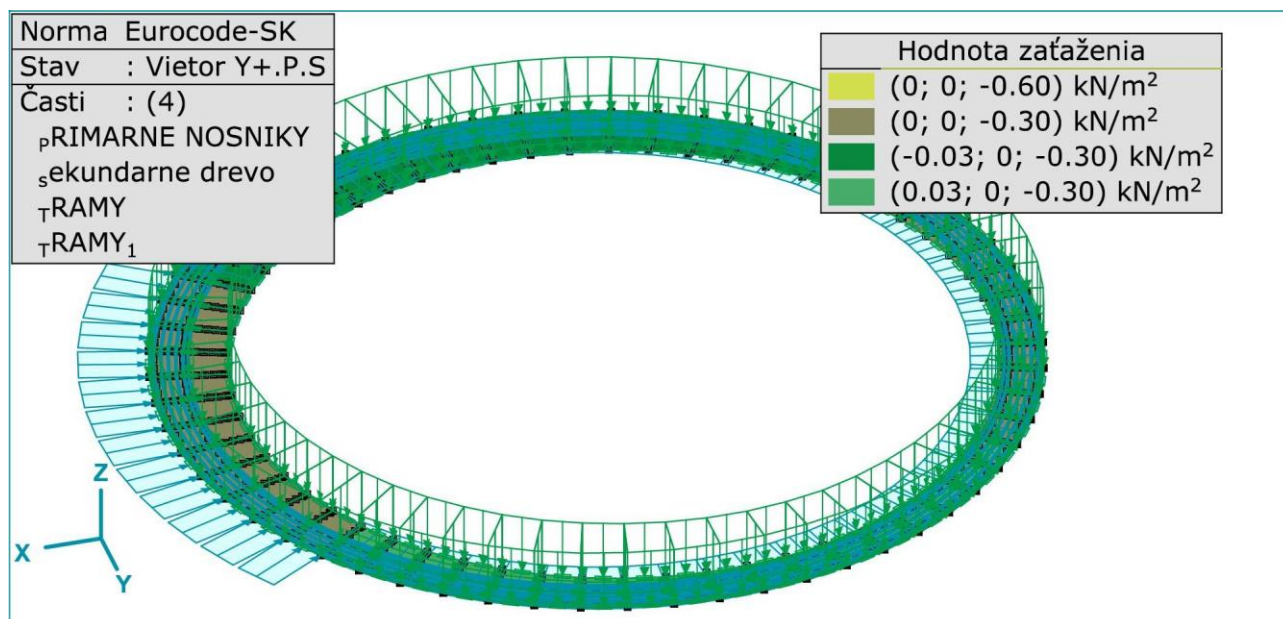 Norma Eurocode-SK
Stav : Vietor Y+.P.S
Časti : (4)
PRIMARNE NOSNIKY
sekundarne drevo
TRAMY
TRAMY1
Hodnota zaťaženia
(0; 0; -0.60) kN/m²
(0; 0; -0.30) kN/m²
(-0.03; 0; -0.30) kN/m²
(0.03; 0; -0.30) kN/m²
Z
X
Y